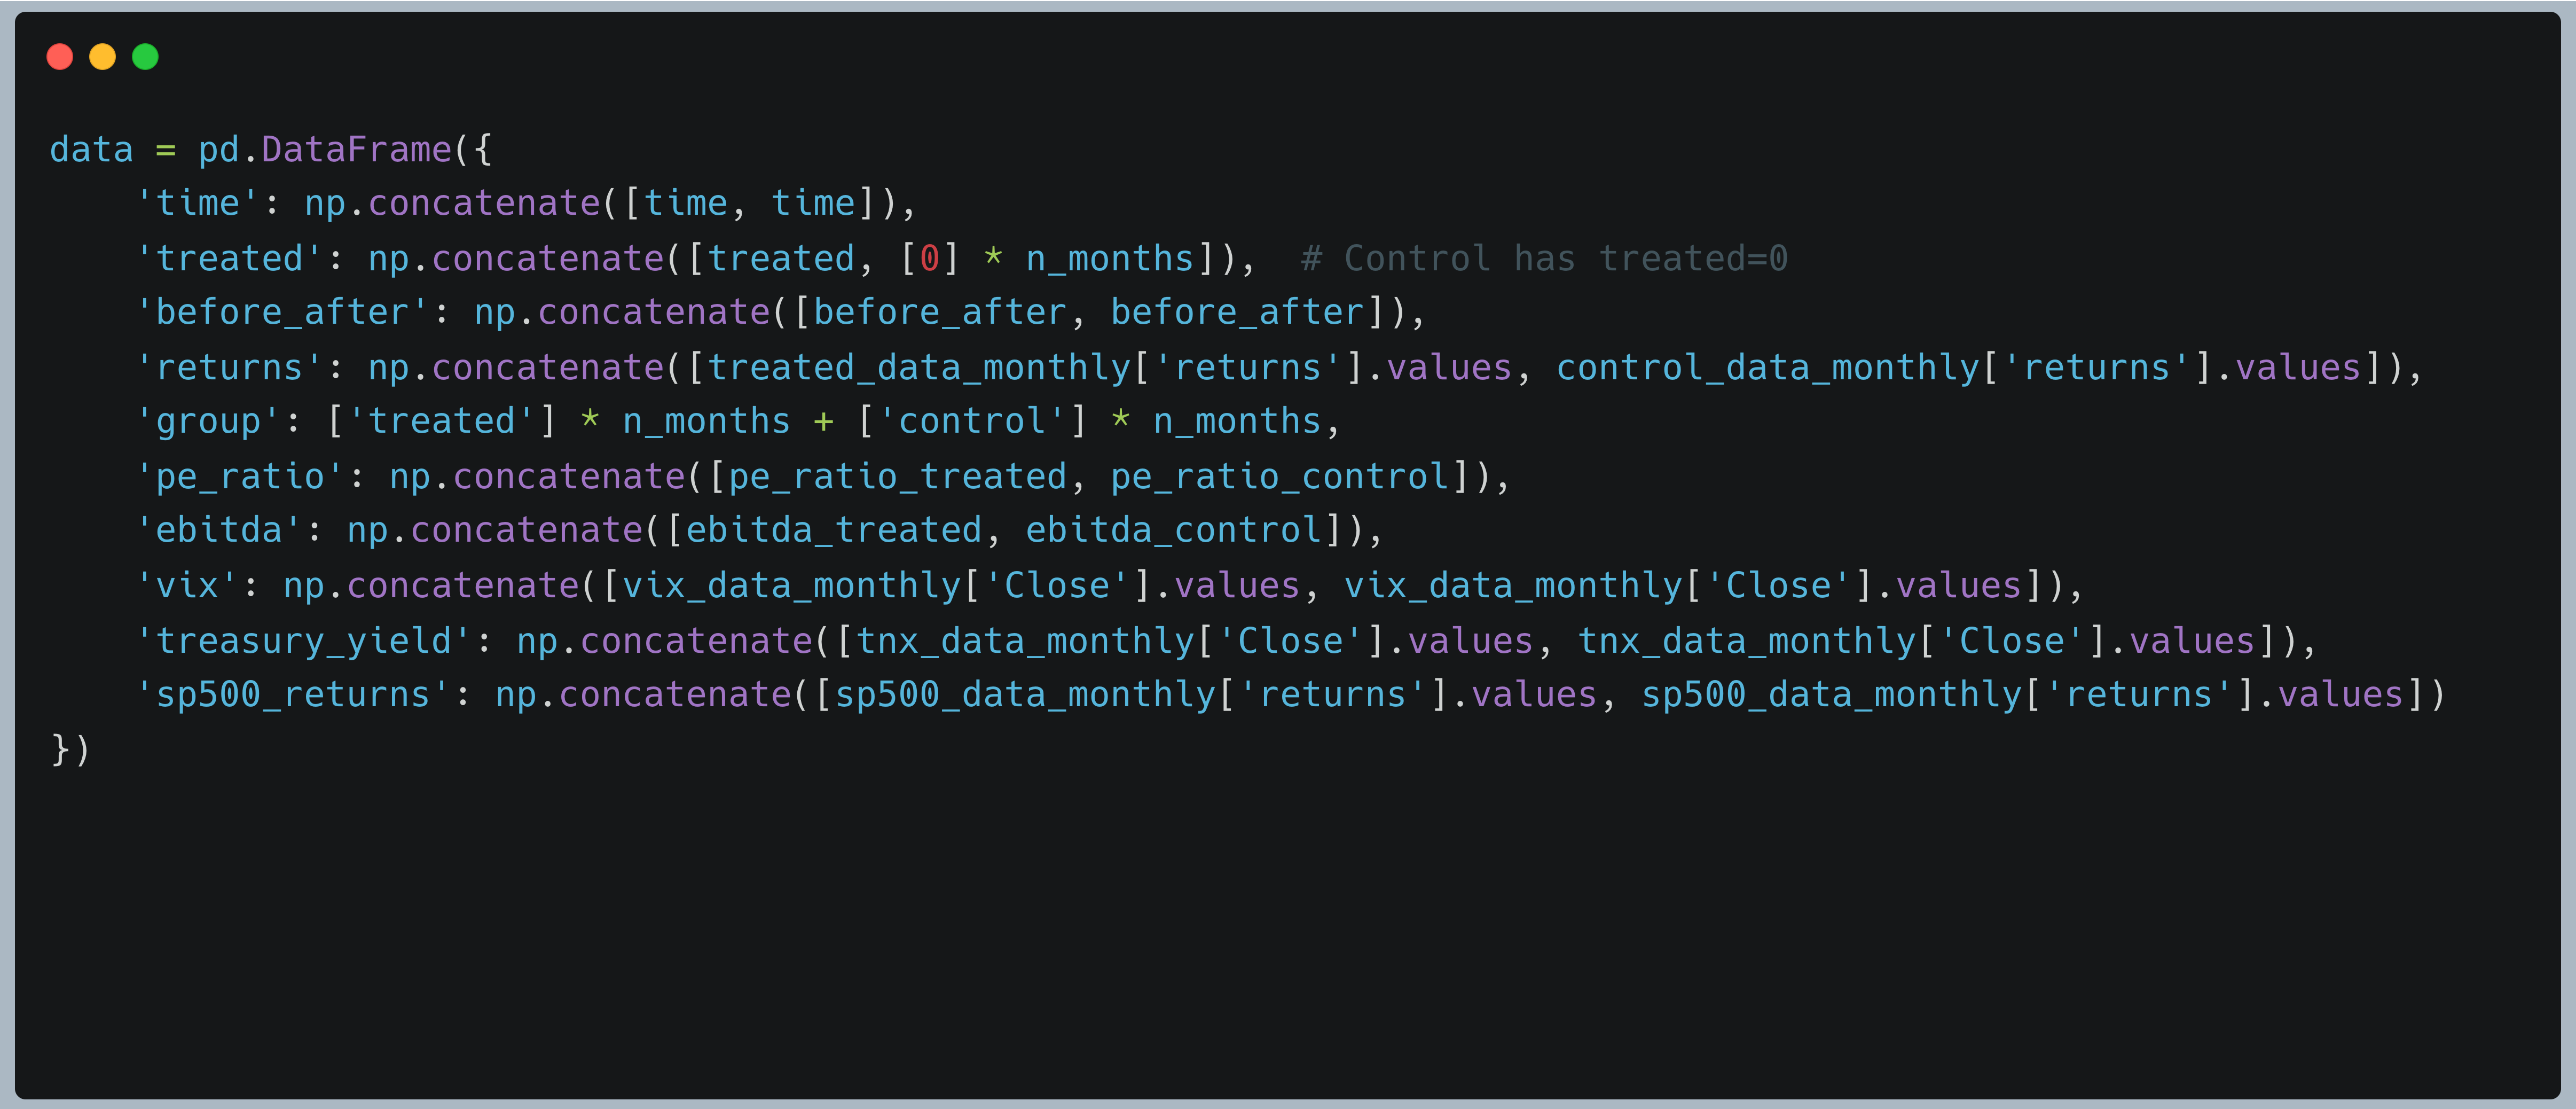 data = pd.DataFrame({
    'time': np.concatenate([time, time]),
    'treated': np.concatenate([treated, [0] * n_months]),  # Control has treated=0
    'before_after': np.concatenate([before_after, before_after]),
    'returns': np.concatenate([treated_data_monthly['returns'].values, control_data_monthly['returns'].values]),
    'group': ['treated'] * n_months + ['control'] * n_months,
    'pe_ratio': np.concatenate([pe_ratio_treated, pe_ratio_control]),
    'ebitda': np.concatenate([ebitda_treated, ebitda_control]),
    'vix': np.concatenate([vix_data_monthly['Close'].values, vix_data_monthly['Close'].values]),
    'treasury_yield': np.concatenate([tnx_data_monthly['Close'].values, tnx_data_monthly['Close'].values]),
    'sp500_returns': np.concatenate([sp500_data_monthly['returns'].values, sp500_data_monthly['returns'].values])
})